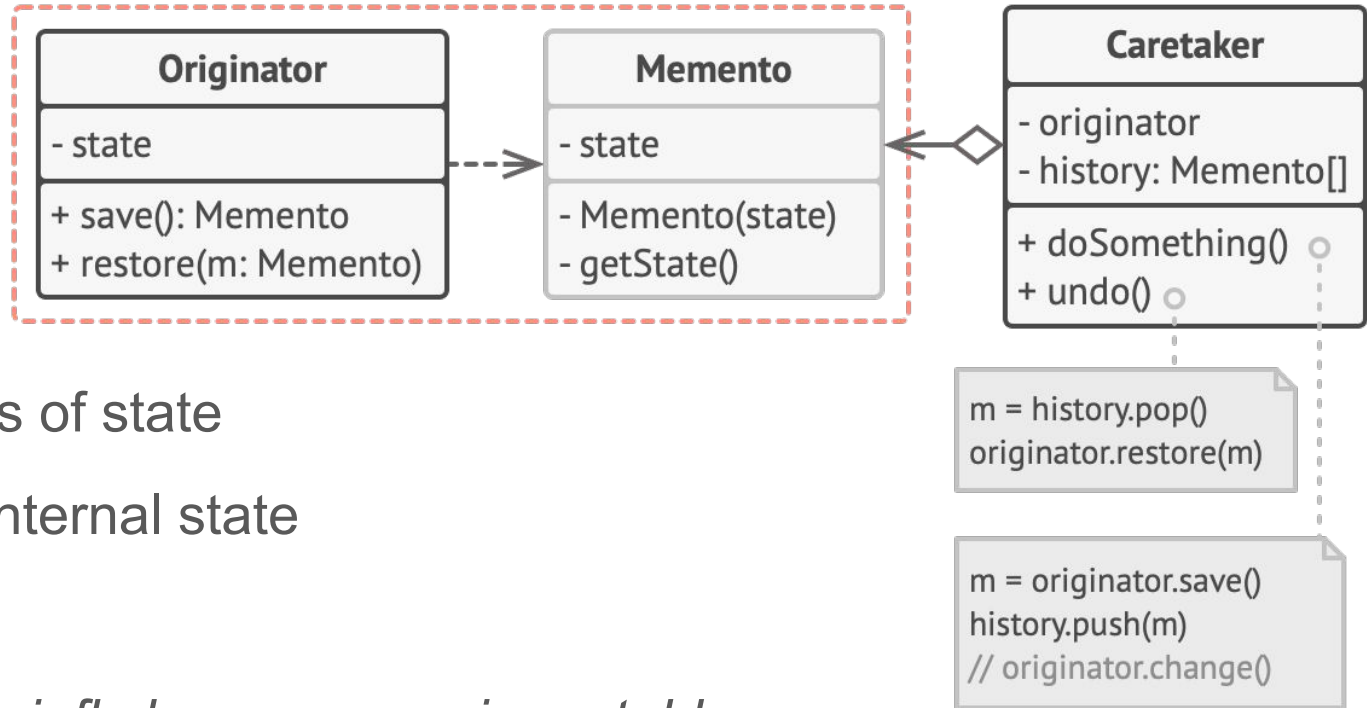 Originator
- state
+ save(): Memento
+ restore(m: Memento)
Memento
- state
- Memento(state)
- getState()
Caretaker
- originator
- history: Memento[]
+ doSomething()
+ undo()
m = history.pop()
originator.restore(m)
m = originator.save()
history.push(m)
// originator.change()
of state
internal state